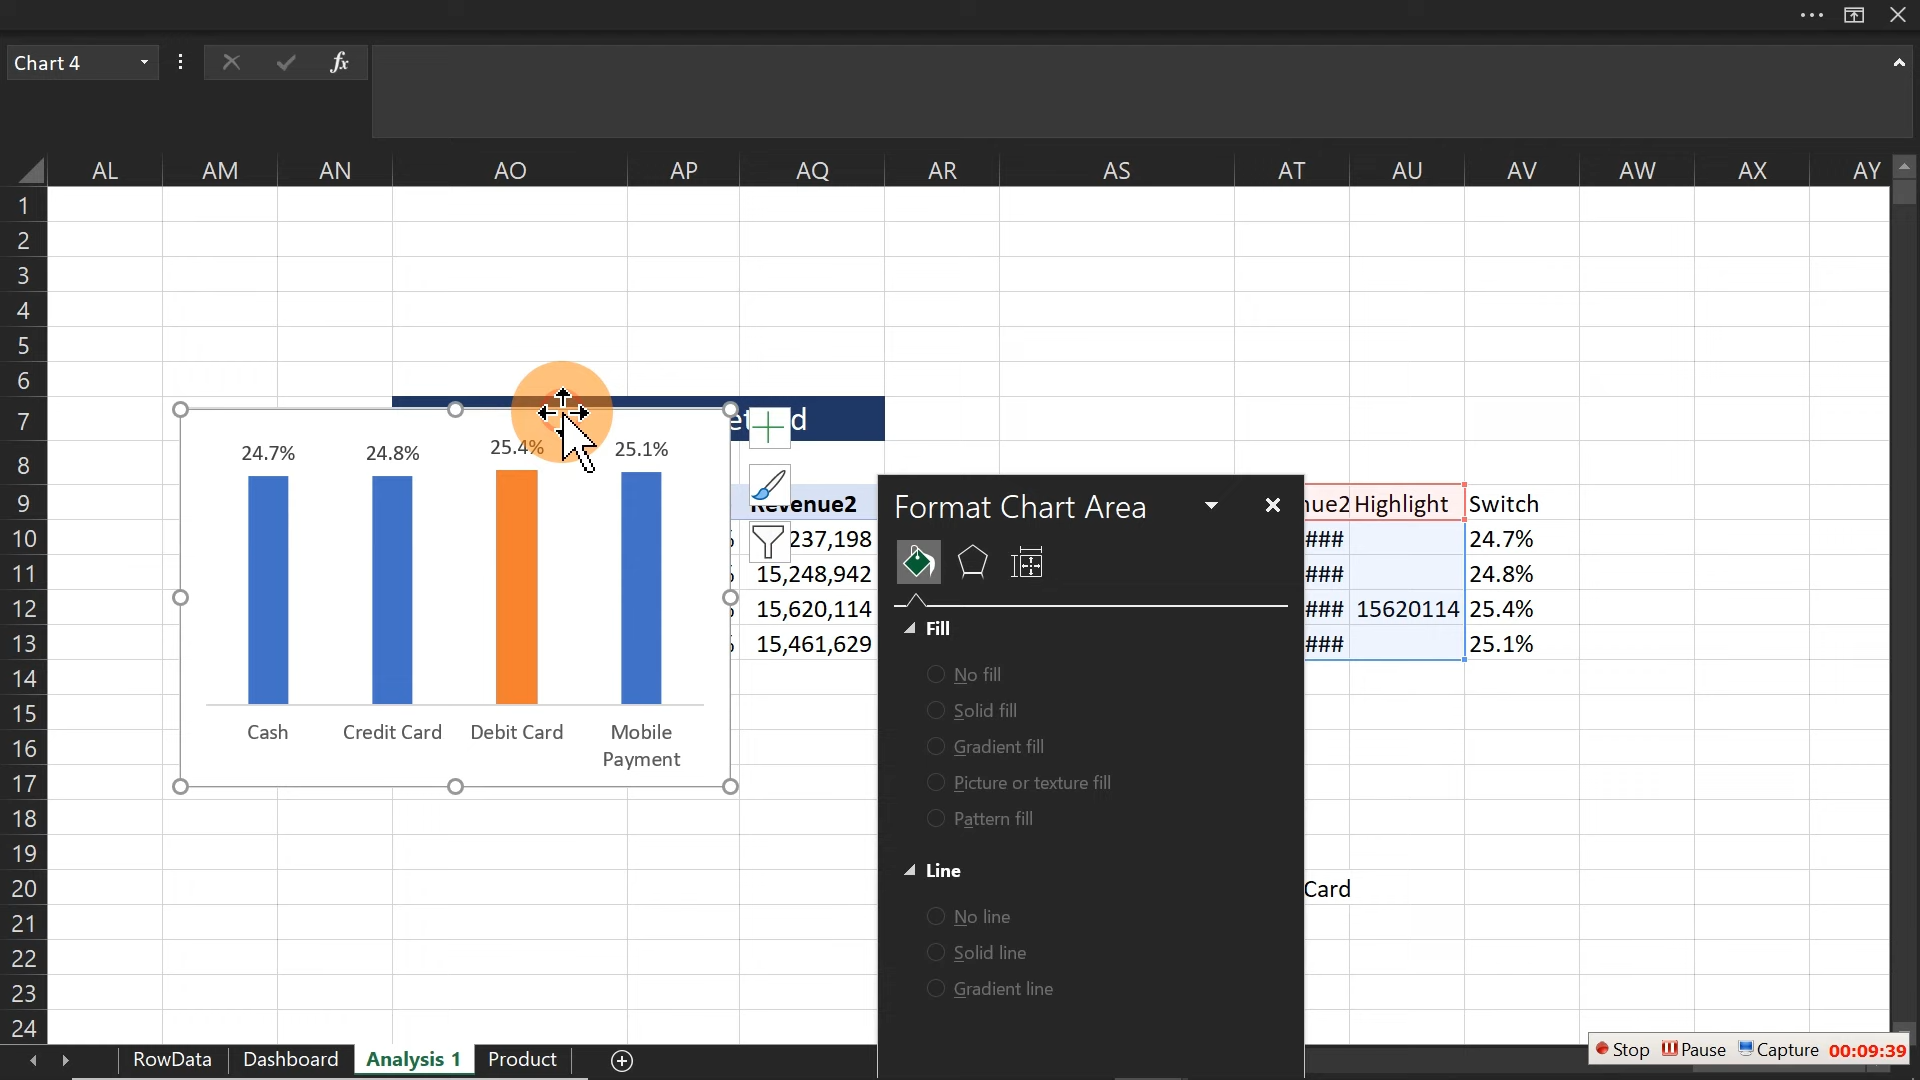 Chart 4
fx
AL AM AN AO AP AQ AR AS AT AU AV AW AX AY
1
2
3
4
5
6
7 d
8
9 Revenue2 Highlight Switch
10 237,198 ### 24.7%
11 15,248,942 ### 24.8%
12 15,620,114 ### 15620114 25.4%
13 15,461,629 ### 25.1%
14
15
16
17
18
19
20 Card
21
22
23
24
24.7% 24.8% 25.4% 25.1%
Cash Credit Card Debit Card Mobile
Payment
Format Chart Area
Fill
No fill
Solid fill
Gradient fill
Picture or texture fill
Pattern fill
Line
No line
Solid line
Gradient line
RowData Dashboard Analysis 1 Product
Stop Pause Capture 00:09:39